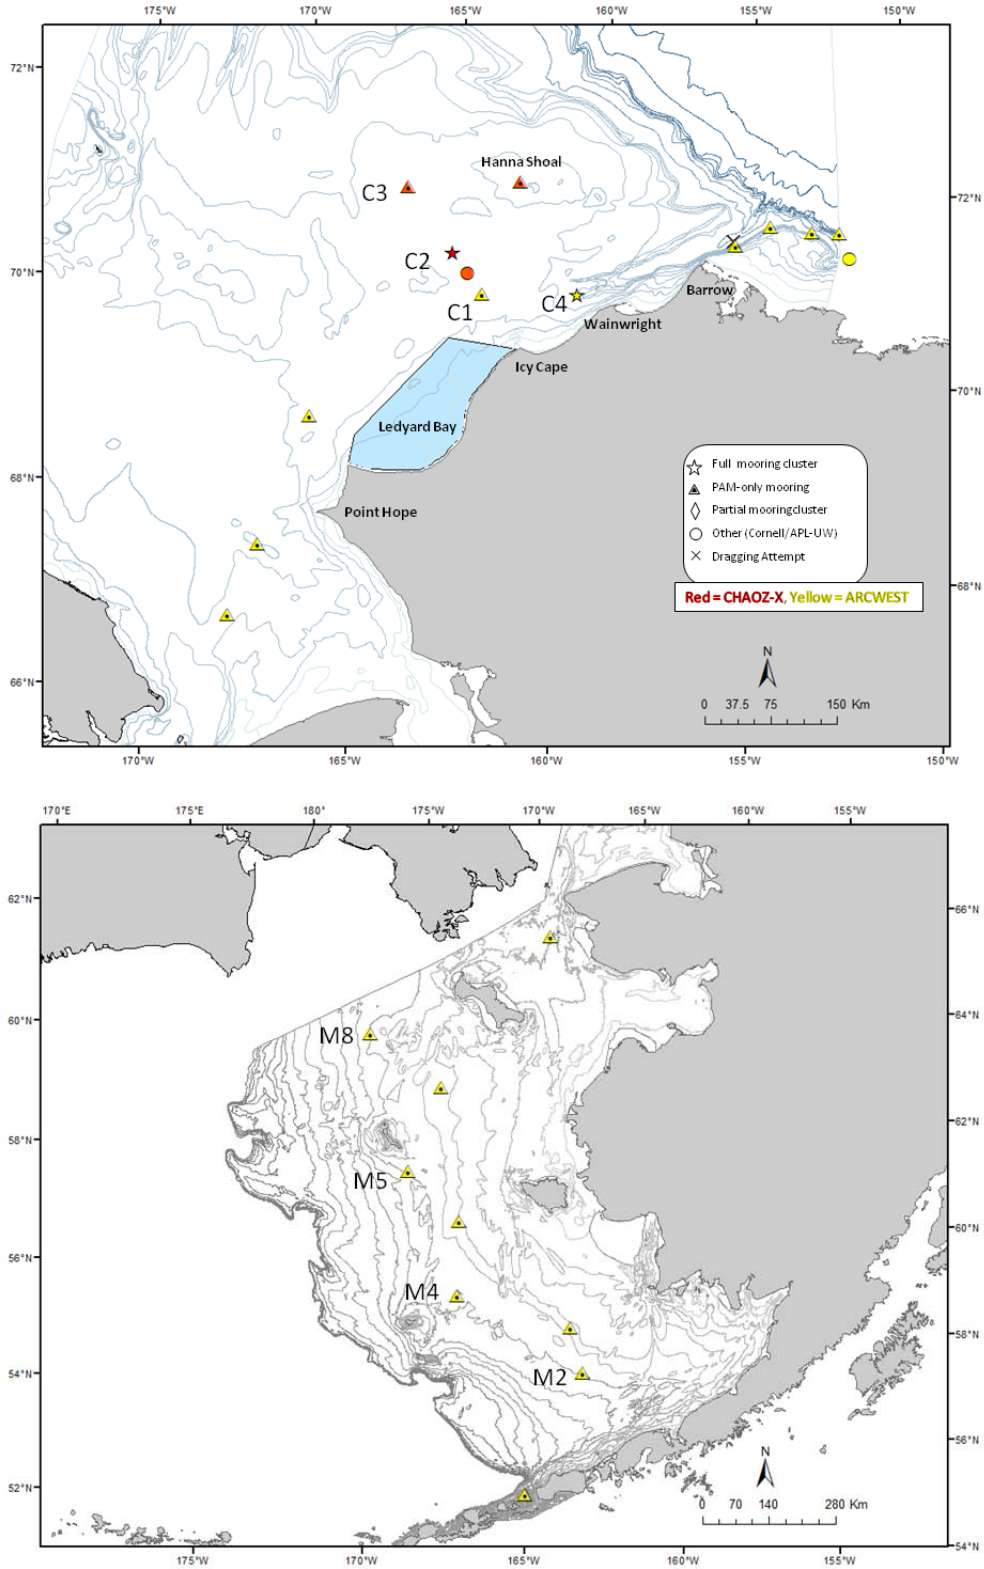 175°W 170°W 165°W 160°W 155°W 150°W
72°N
Hanna Shoal
C3
72°N
C2
70°N
C1
C4
Barrow
Wainwright
Icy Cape
70°N
Ledyard Bay
Full mooring cluster
68°N
PAM-only mooring
Point Hope
Partial mooringcluster
Other (Cornell/APL-UW)
Dragging Attempt
68°N
Red = CHAOZ-X, Yellow = ARCWEST
N
66°N
0 37.5 75 150 Km
170°W 165°W 160°W 155°W 150°W
170°E 175°E 180° 175°W 170°W 165°W 160°W 155°W
62°N
66°N
60°N
64°N
M8
62°N
58°N
M5
60°N
56°N
M4
58°N
54°N
M2
56°N
N
52°N
0 70 140 280 Km
54°N
175°W 170°W 165°W 160°W 155°W